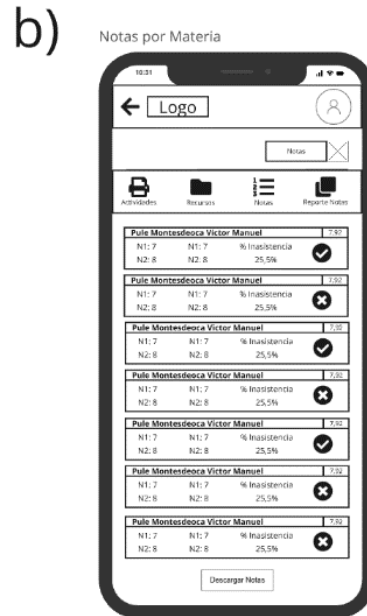 b)
Notas por Materia
10:31
Logo
Notas
Actividades Recursos Notas Reporte Notas
Pule Montesdeoca Victor Manuel 7,92
N1: 7 N1: 7 % Inasistencia
N2: 8 N2: 8 25,5%
Pule Montesdeoca Victor Manuel 7,92
N1: 7 N1: 7 % Inasistencia
N2: 8 N2: 8 25,5%
Pule Montesdeoca Victor Manuel 7,92
N1: 7 N1: 7 % Inasistencia
N2: 8 N2: 8 25,5%
Pule Montesdeoca Victor Manuel 7,92
N1: 7 N1: 7 % Inasistencia
N2: 8 N2: 8 25,5%
Pule Montesdeoca Victor Manuel 7,92
N1: 7 N1: 7 % Inasistencia
N2: 8 N2: 8 25,5%
Pule Montesdeoca Victor Manuel 7,92
N1: 7 N1: 7 % Inasistencia
N2: 8 N2: 8 25,5%
Pule Montesdeoca Victor Manuel 7,92
N1: 7 N1: 7 % Inasistencia
N2: 8 N2: 8 25,5%
Descargar Notas